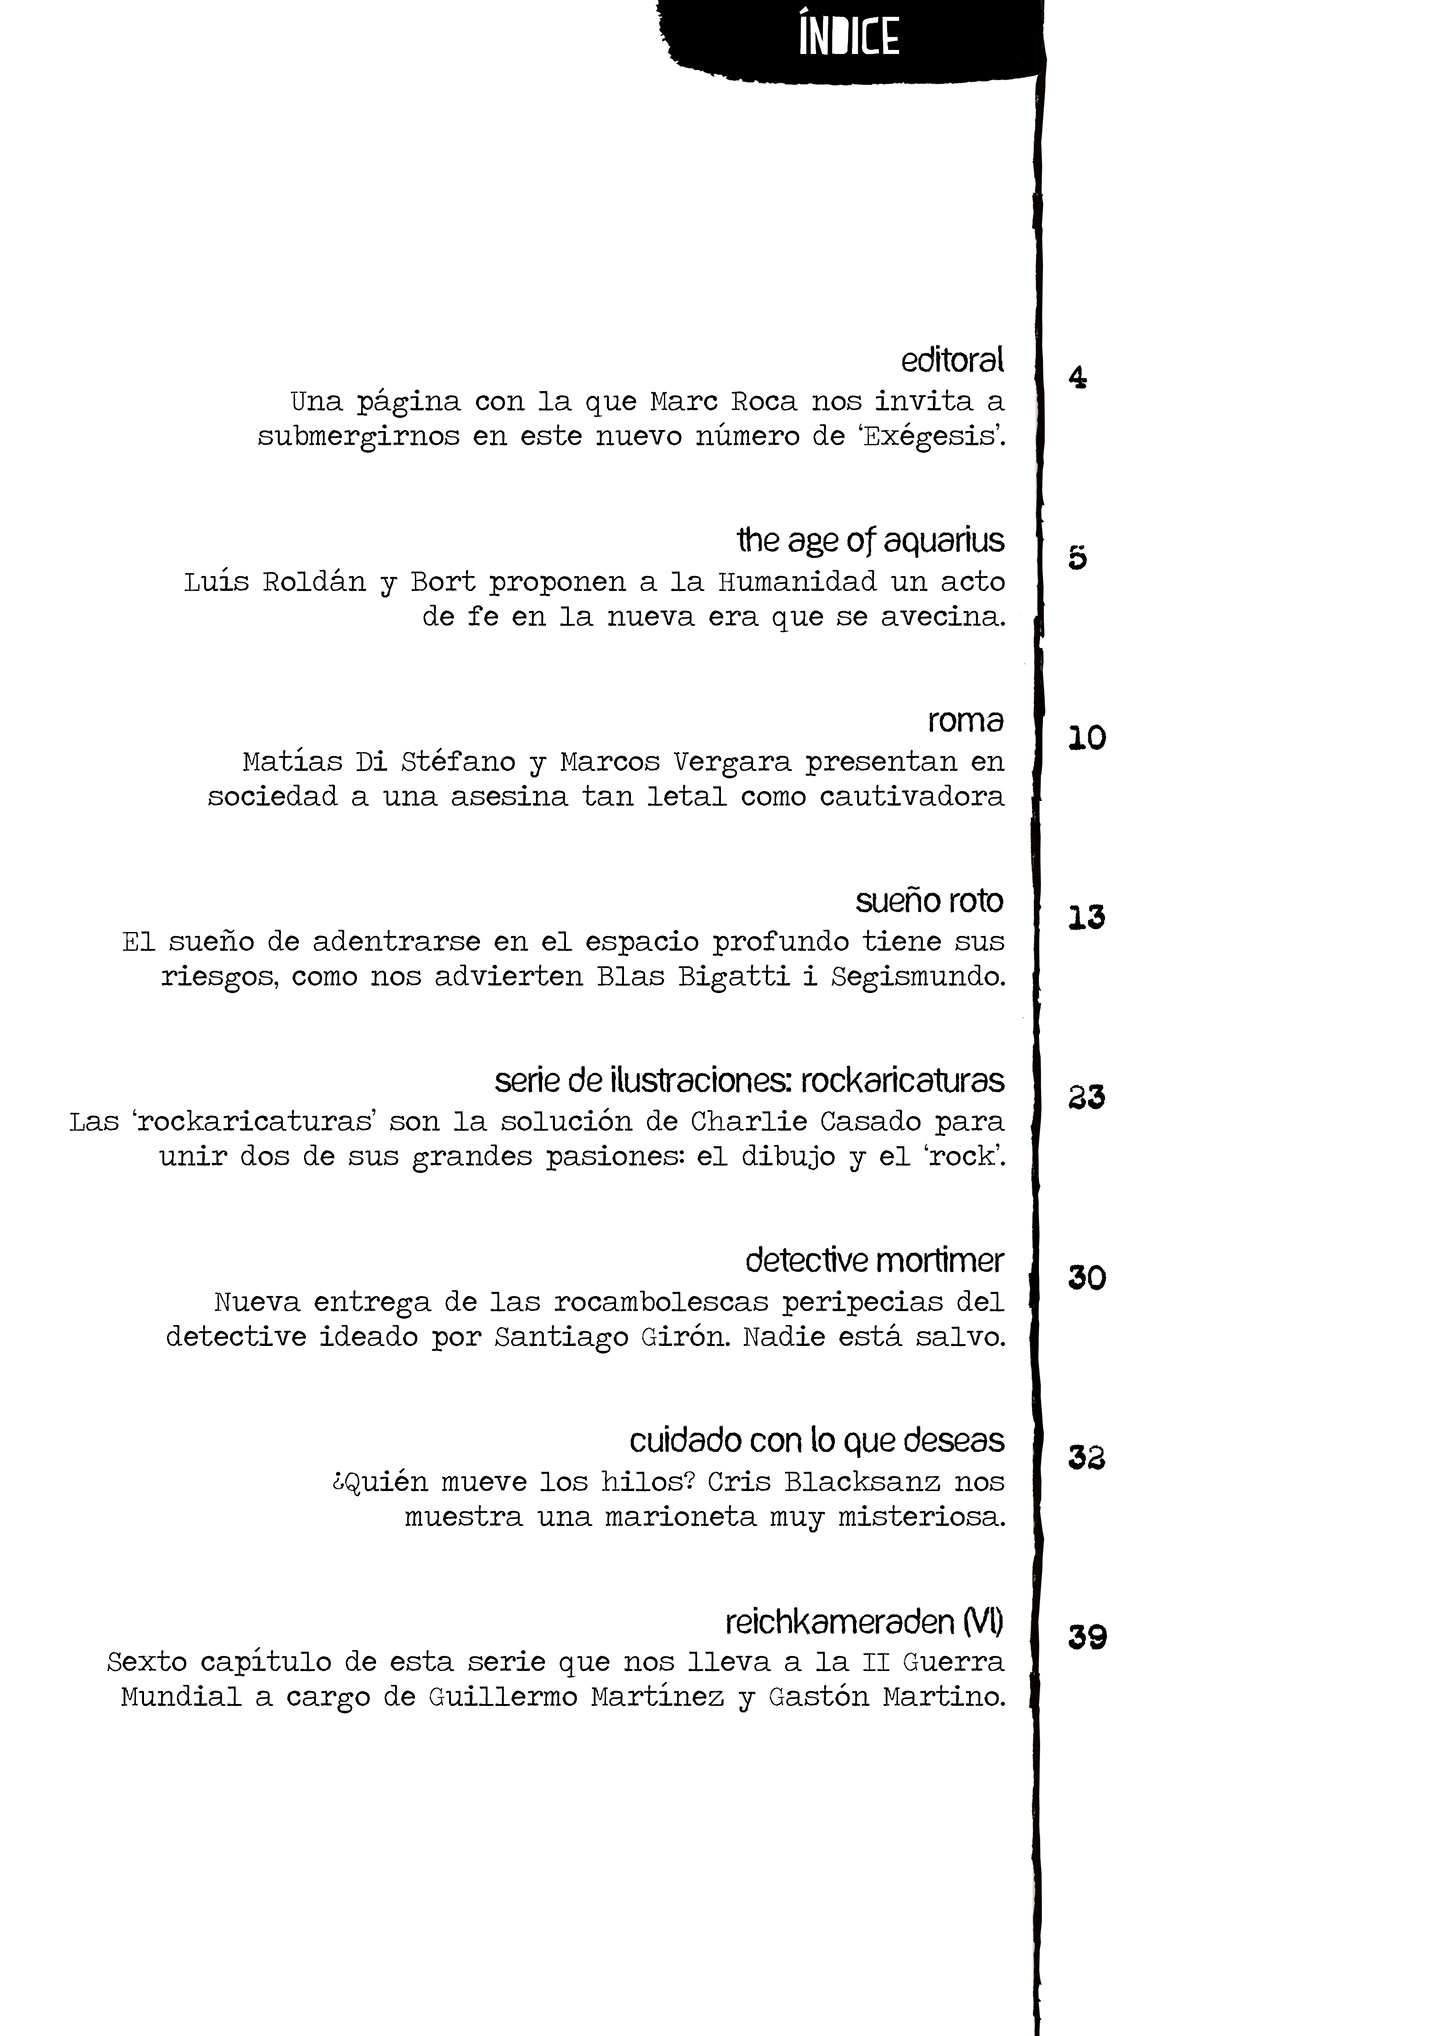 ÍNDICE
editoral
4
Una página con la que Marc Roca nos invita a
submergirnos en este nuevo número de ‘Exégesis’.
the age of aquarius
5
Luís Roldán y Bort proponen a la Humanidad un acto
de fe en la nueva era que se avecina.
roma
10
Matías Di Stéfano y Marcos Vergara presentan en
sociedad a una asesina tan letal como cautivadora
sueño roto
13
El sueño de adentrarse en el espacio profundo tiene sus
riesgos, como nos advierten Blas Bigatti i Segismundo.
serie de ilustraciones: rockaricaturas
23
Las ‘rockaricaturas’ son la solución de Charlie Casado para
unir dos de sus grandes pasiones: el dibujo y el ‘rock’.
detective mortimer
30
Nueva entrega de las rocambolescas peripecias del
detective ideado por Santiago Girón. Nadie está salvo.
cuidado con lo que deseas
32
¿Quién mueve los hilos? Cris Blacksanz nos
muestra una marioneta muy misteriosa.
reichkameraden (VI)
39
Sexto capítulo de esta serie que nos lleva a la II Guerra
Mundial a cargo de Guillermo Martínez y Gastón Martino.